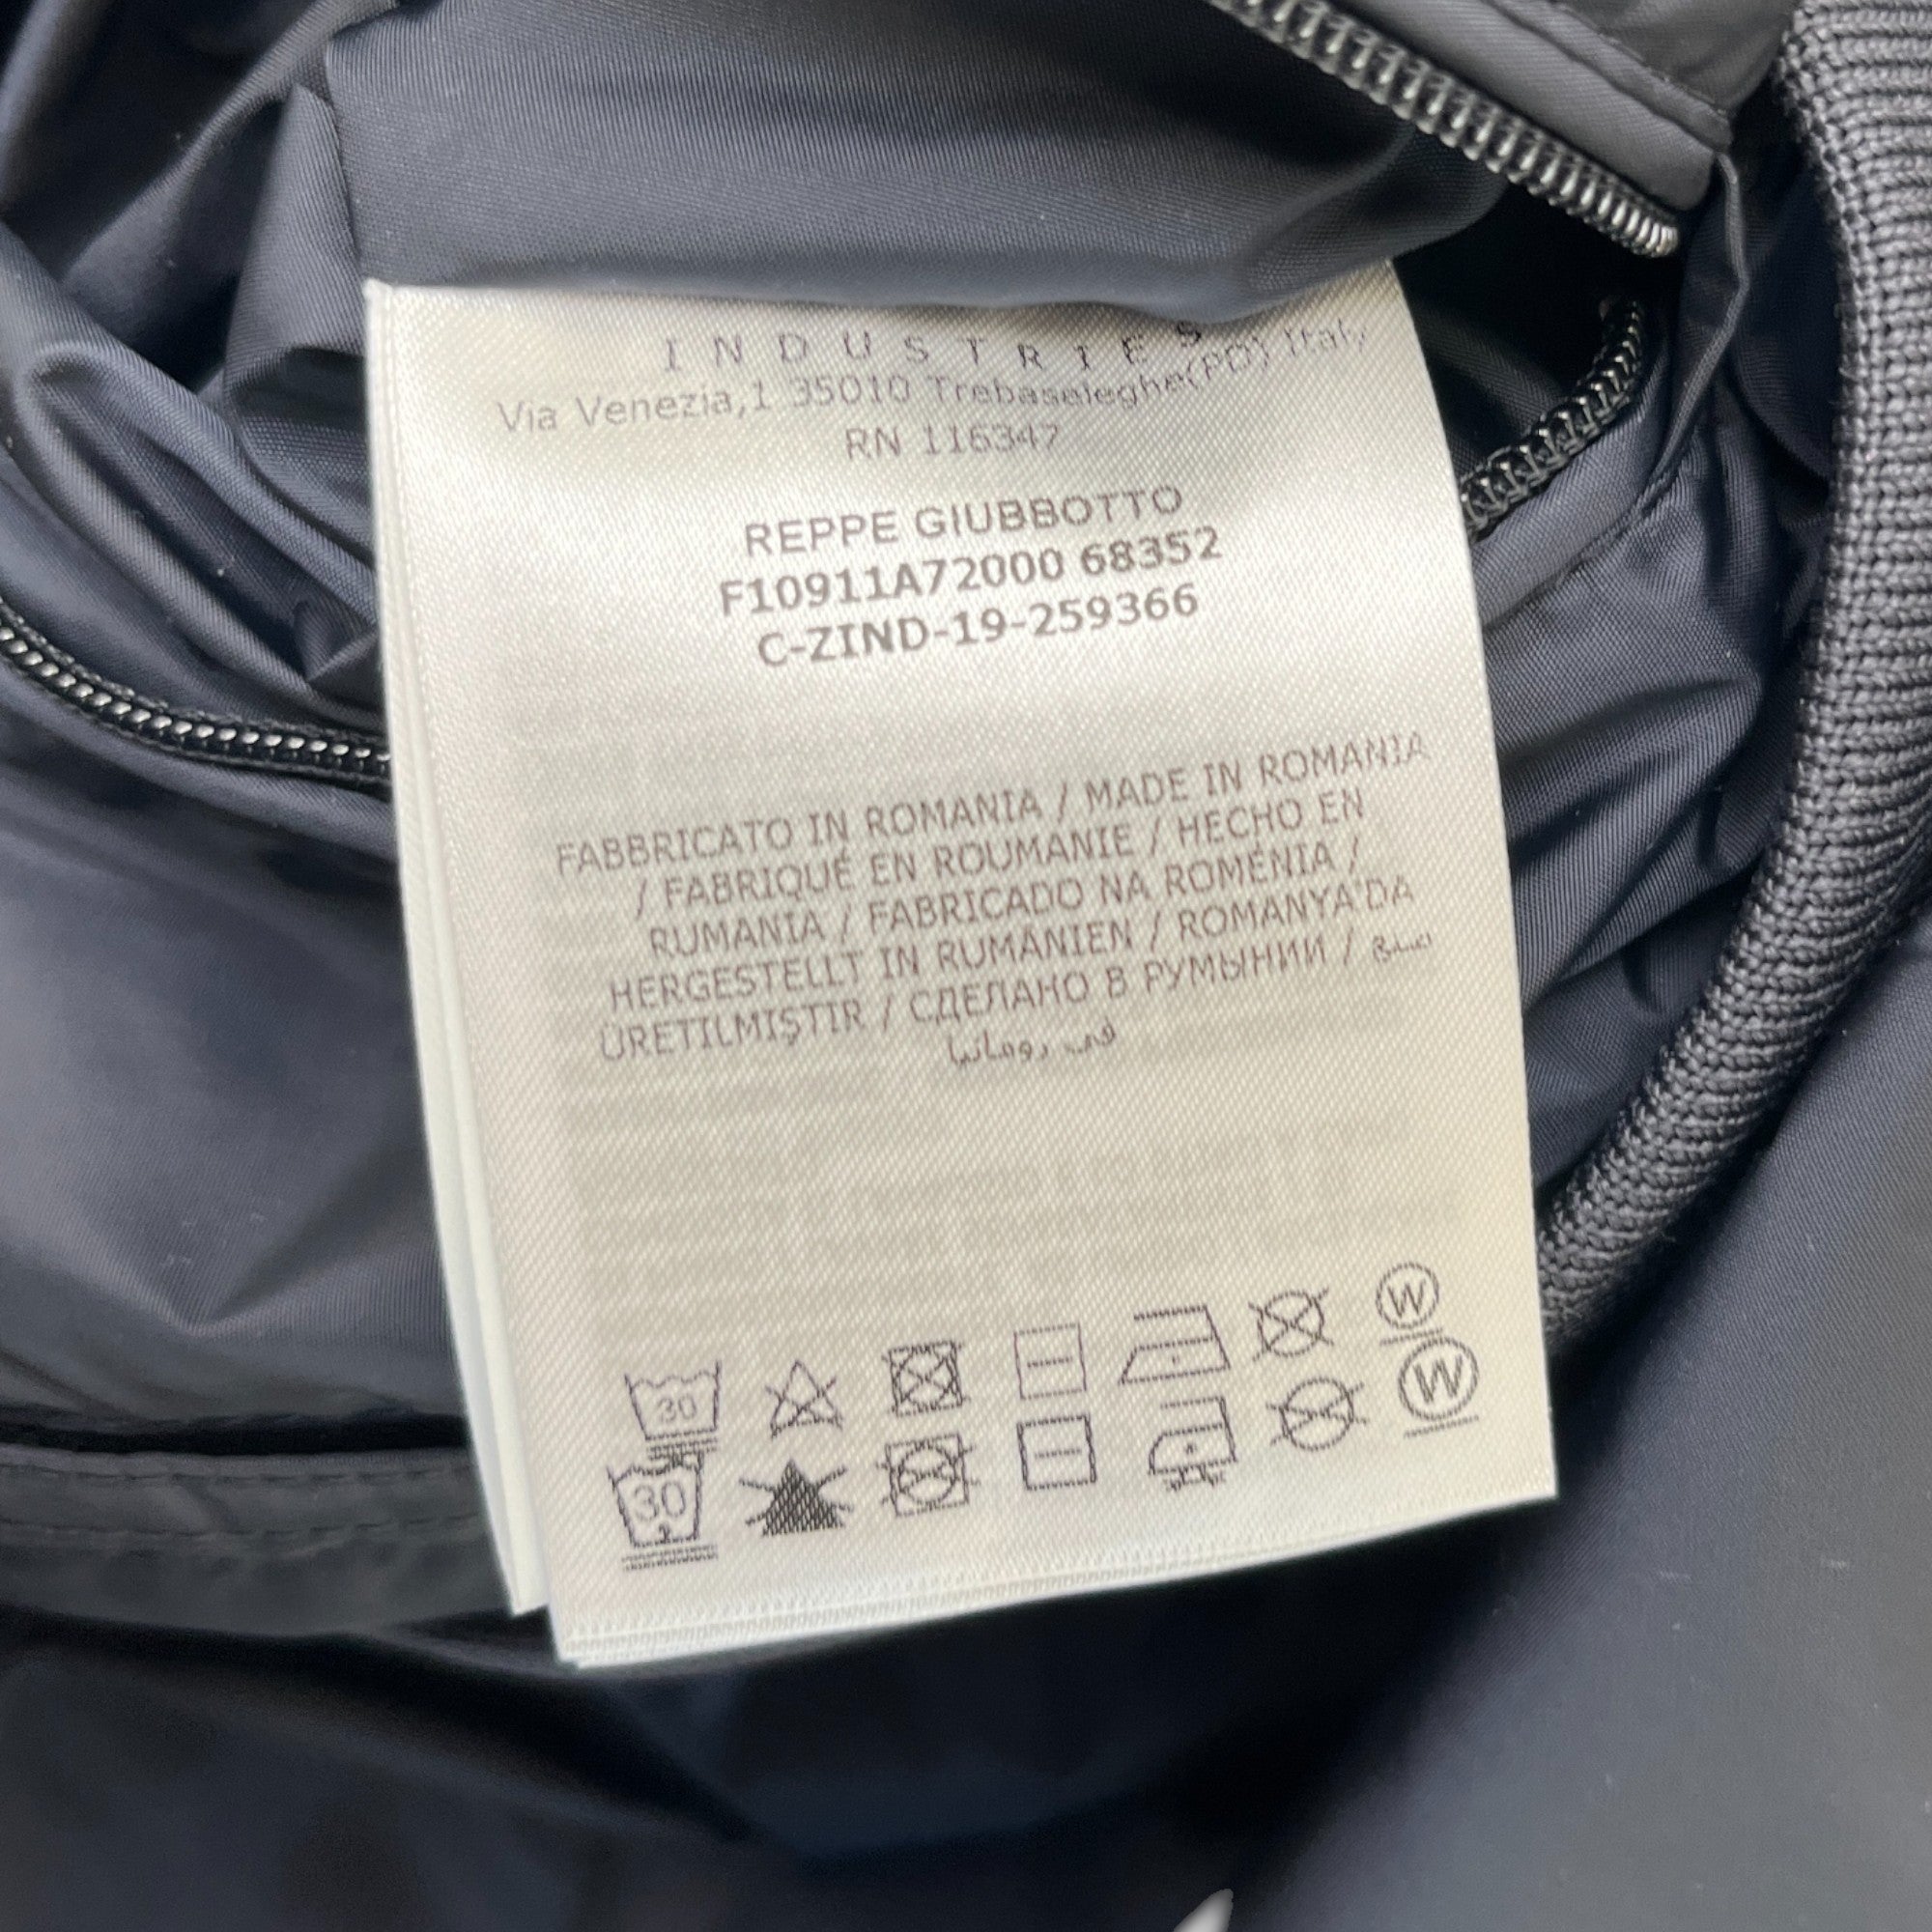 INDUSTRIES
Via Venezia,1 35010 Trebaseleghe(PD) Italy
RN 116347
REPPE GIUBBOTTO
F10911A72000 68352
C-ZIND-19-259366
FABBRICATO IN ROMANIA / MADE IN ROMANIA
/ FABRIQUÉ EN ROUMANIE / HECHO EN
RUMANIA / FABRICADO NA ROMÉNIA /
HERGESTELLT IN RUMÄNIEN / ROMANYA'DA
ÜRETILMIŞTIR / СДЕЛАНО В РУМЫНИИ / صنع
في رومانيا
30 W
30 W